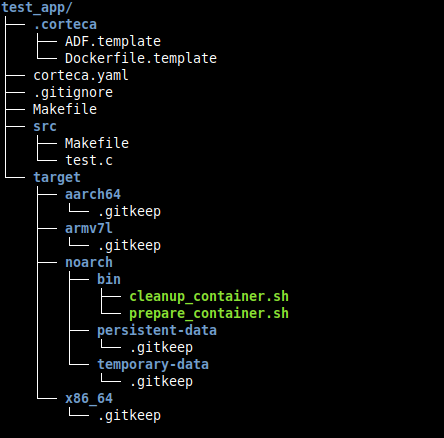 test_app/
├── .corteca
│   ├── ADF.template
│   └── Dockerfile.template
├── corteca.yaml
├── .gitignore
├── Makefile
├── src
│   ├── Makefile
│   └── test.c
└── target
    ├── aarch64
    │   └── .gitkeep
    ├── armv7l
    │   └── .gitkeep
    ├── noarch
    │   ├── bin
    │   │   ├── cleanup_container.sh
    │   │   └── prepare_container.sh
    │   ├── persistent-data
    │   │   └── .gitkeep
    │   └── temporary-data
    │       └── .gitkeep
    └── x86_64
        └── .gitkeep